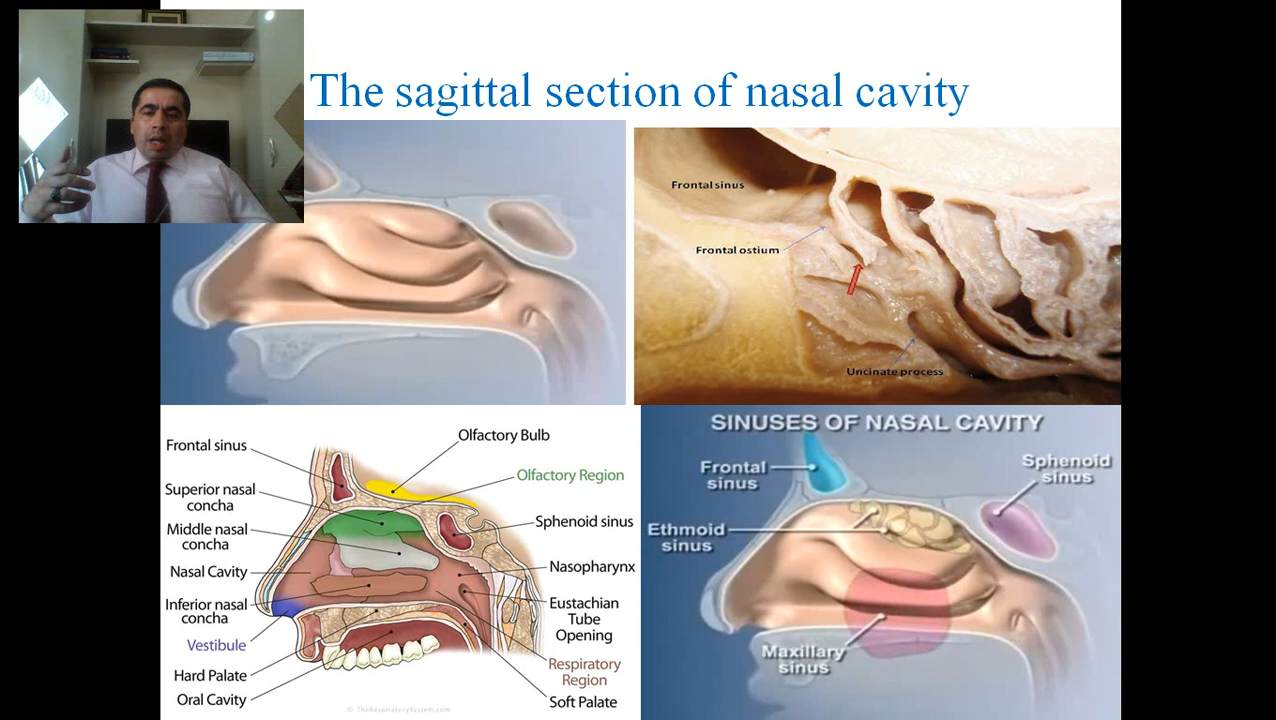 The sagittal section of nasal cavity
Frontal sinus
Frontal ostium
Uncinate process
Frontal sinus
Superior nasal
concha
Middle nasal
concha
Nasal Cavity
Inferior nasal
concha
Vestibule
Hard Palate
Oral Cavity
Olfactory Bulb
Olfactory Region
Sphenoid sinus
Nasopharynx
Eustachian
Tube
Opening
Respiratory
Region
Soft Palate
© TheRespiratorySystem.com
SINUSES OF NASAL CAVITY
Frontal
sinus
Sphenoid
sinus
Ethmoid
sinus
Maxillary
sinus